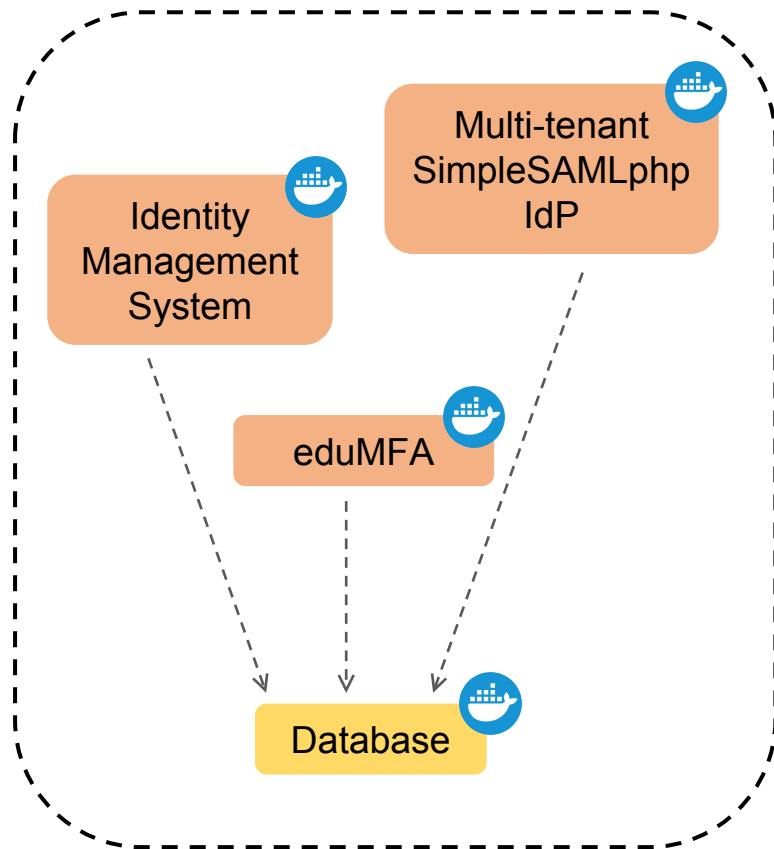 Multi-tenant
SimpleSAMLphp
IdP
Identity
Management
System
eduMFA
Database